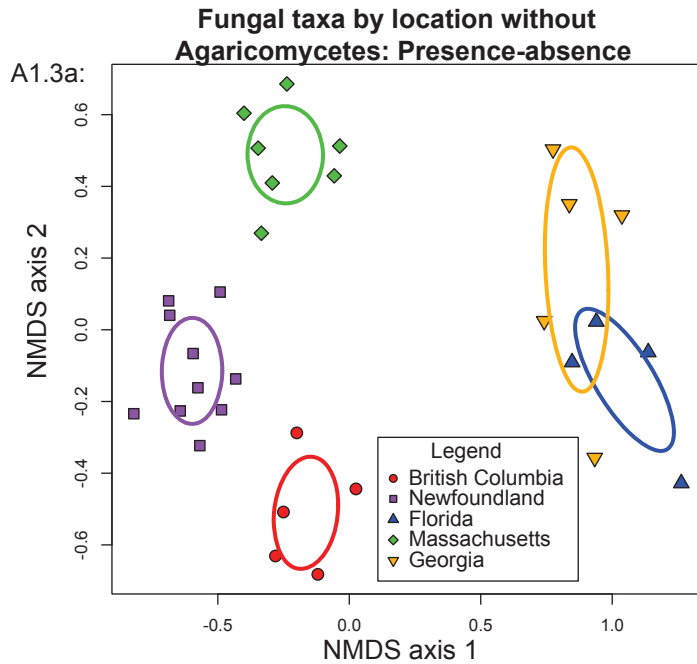 Fungal taxa by location without
Agaricomycetes: Presence-absence
A1.3a:
0.6
0.4
0.2
0.0
-0.2
-0.4
-0.6
NMDS axis 2
Legend
British Columbia
Newfoundland
Florida
Massachusetts
Georgia
-0.5
0.0
0.5
1.0
NMDS axis 1